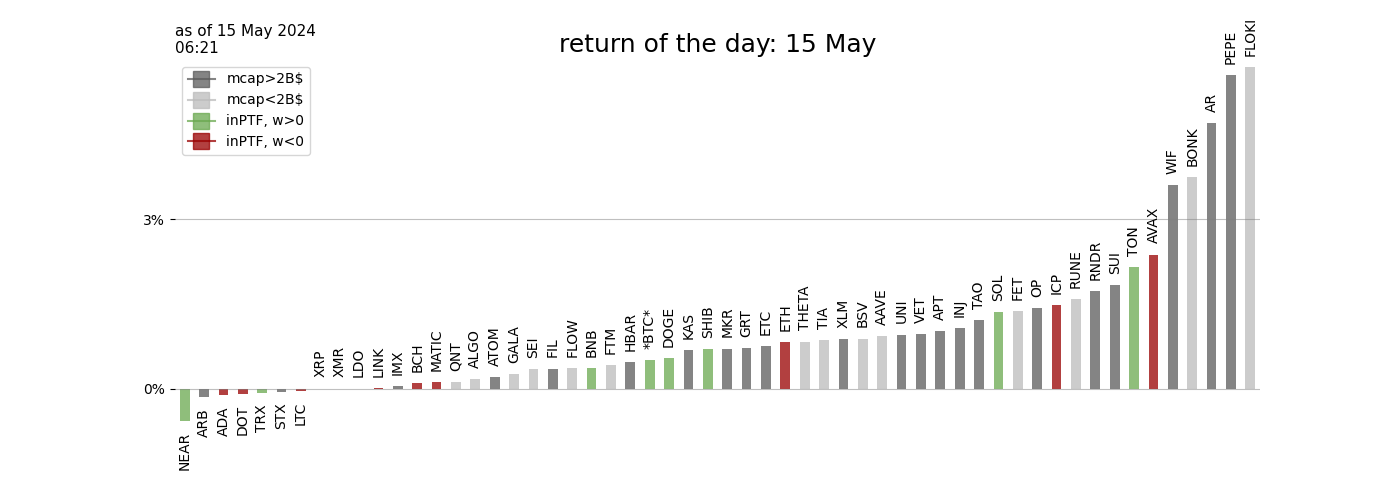 as of 15 May 2024
06:21
return of the day: 15 May
mcap>2B$
mcap<2B$
inPTF, w>0
inPTF, w<0
3%
0%
NEAR
ARB
ADA
DOT
TRX
STX
LTC
XRP
XMR
LDO
LINK
IMX
BCH
MATIC
QNT
ALGO
ATOM
GALA
SEI
FIL
FLOW
BNB
FTM
HBAR
*BTC*
DOGE
KAS
SHIB
MKR
GRT
ETC
ETH
THETA
TIA
XLM
BSV
AAVE
UNI
VET
APT
INJ
TAO
SOL
FET
OP
ICP
RUNE
RNDR
SUI
TON
AVAX
WIF
BONK
AR
PEPE
FLOKI